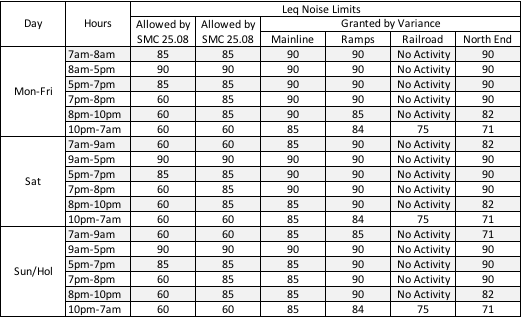 Day Hours Leq Noise Limits
Allowed by SMC 25.08 Allowed by SMC 25.08 Granted by Variance
Mainline Ramps Railroad North End
Mon-Fri
7am-8am 85 85 90 90 No Activity 90
8am-5pm 90 90 90 90 No Activity 90
5pm-7pm 85 85 90 90 No Activity 90
7pm-8pm 60 85 90 90 No Activity 90
8pm-10pm 60 85 90 85 No Activity 82
10pm-7am 60 60 85 84 75 71
Sat
7am-9am 60 60 85 90 No Activity 82
9am-5pm 90 90 90 90 No Activity 90
5pm-7pm 85 85 90 90 No Activity 90
7pm-8pm 60 85 90 90 No Activity 90
8pm-10pm 60 85 90 90 No Activity 82
10pm-7am 60 60 85 84 75 71
Sun/Hol
7am-9am 60 60 85 85 No Activity 71
9am-5pm 90 90 90 90 No Activity 90
5pm-7pm 85 85 85 90 No Activity 90
7pm-8pm 60 85 85 90 No Activity 90
8pm-10pm 60 85 85 90 No Activity 82
10pm-7am 60 60 85 84 75 71